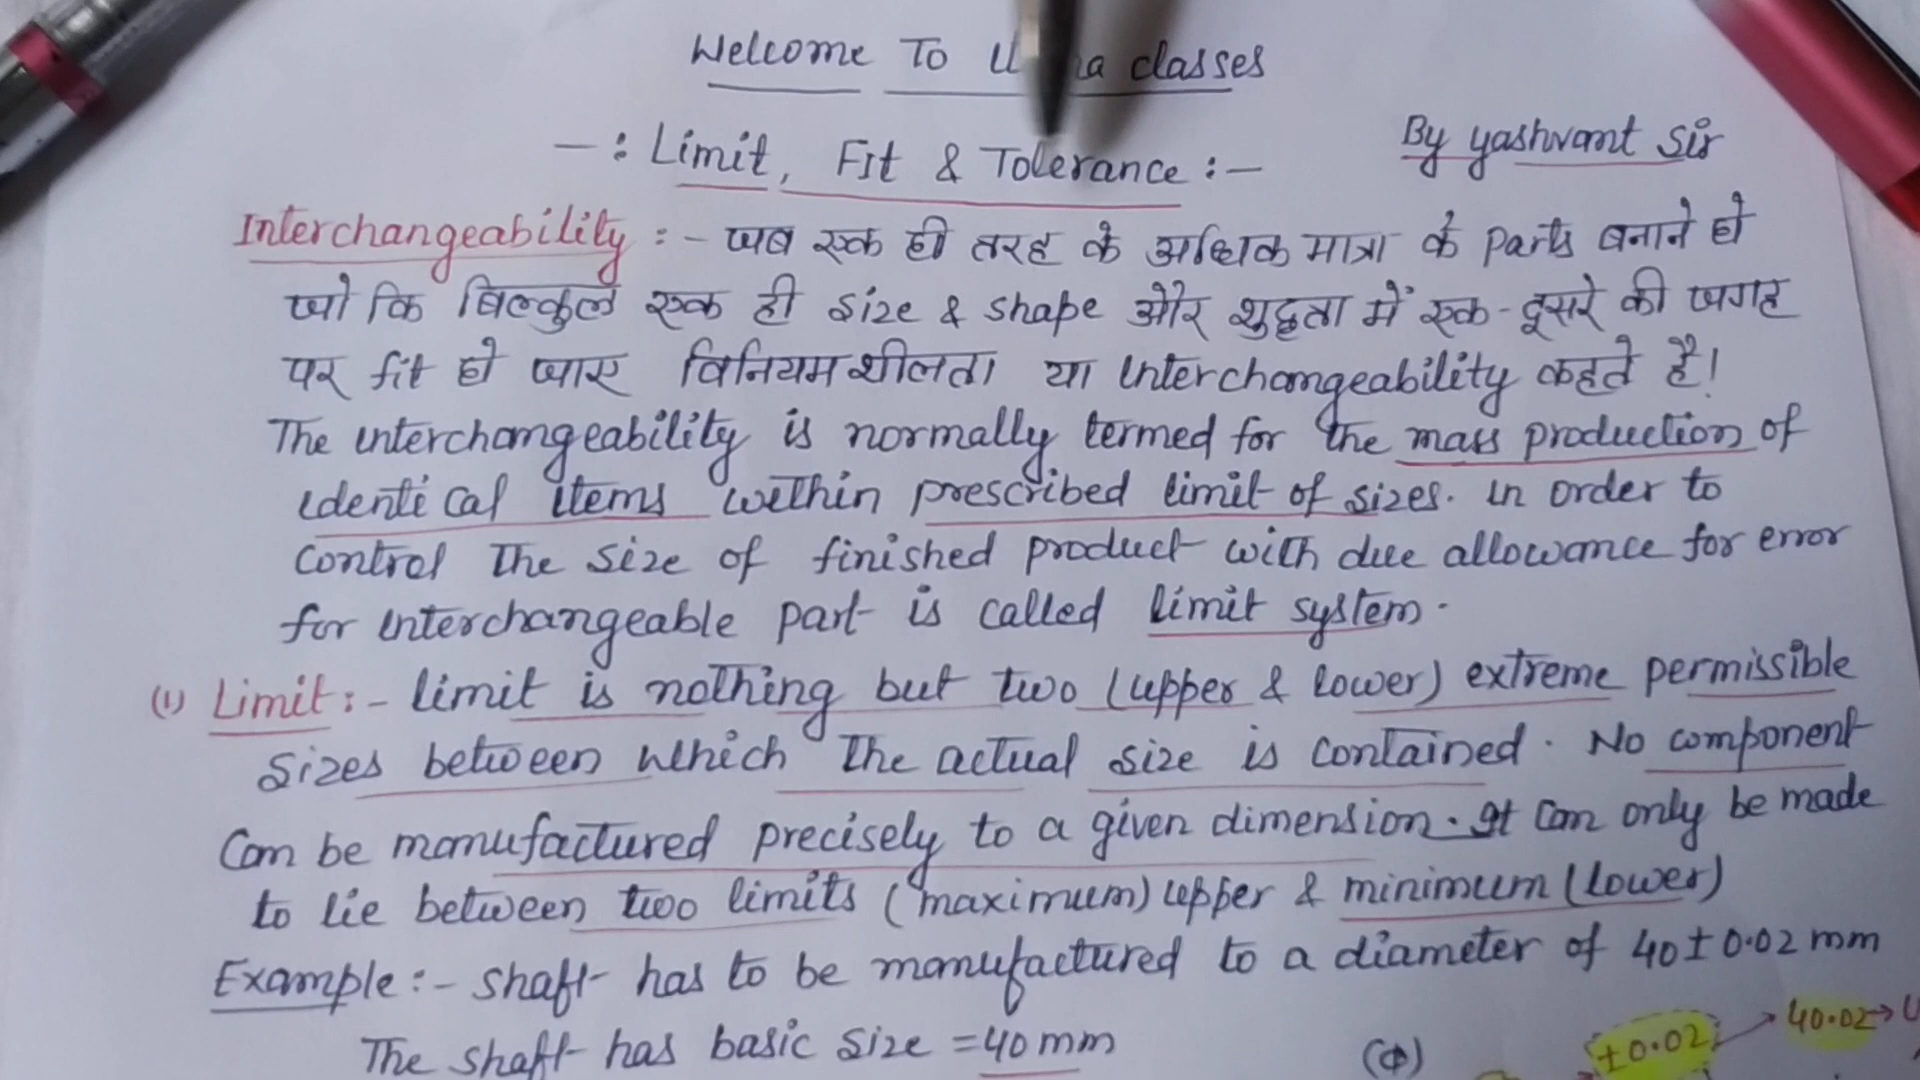 Welcome To classes
-: Limit, Fit & Tolerance :-
By yashvant Sir
Interchangeability :- जब एक ही तरह के अधिक मात्रा के Parts बनाने हो
जो कि बिल्कुल एक ही size & shape और शुद्धता में एक-दूसरे की जगह
पर fit हो जाए विनियमशीलता या Interchangeability कहते है!
The interchangeability is normally termed for the mass production of
identical items within prescribed limit of sizes. in order to
control the size of finished product with due allowance for error
for interchangeable part is called limit system.
(1) Limit :- limit is nothing but two (upper & lower) extreme permissible
sizes between which the actual size is contained. No component
Can be manufactured precisely to a given dimension. It can only be made
to lie between two limits (maximum) upper & minimum (lower)
Example :- shaft has to be manufactured to a diameter of 40±0.02 mm
The shaft has basic size = 40 mm
(Φ)
±0.02
40.02→